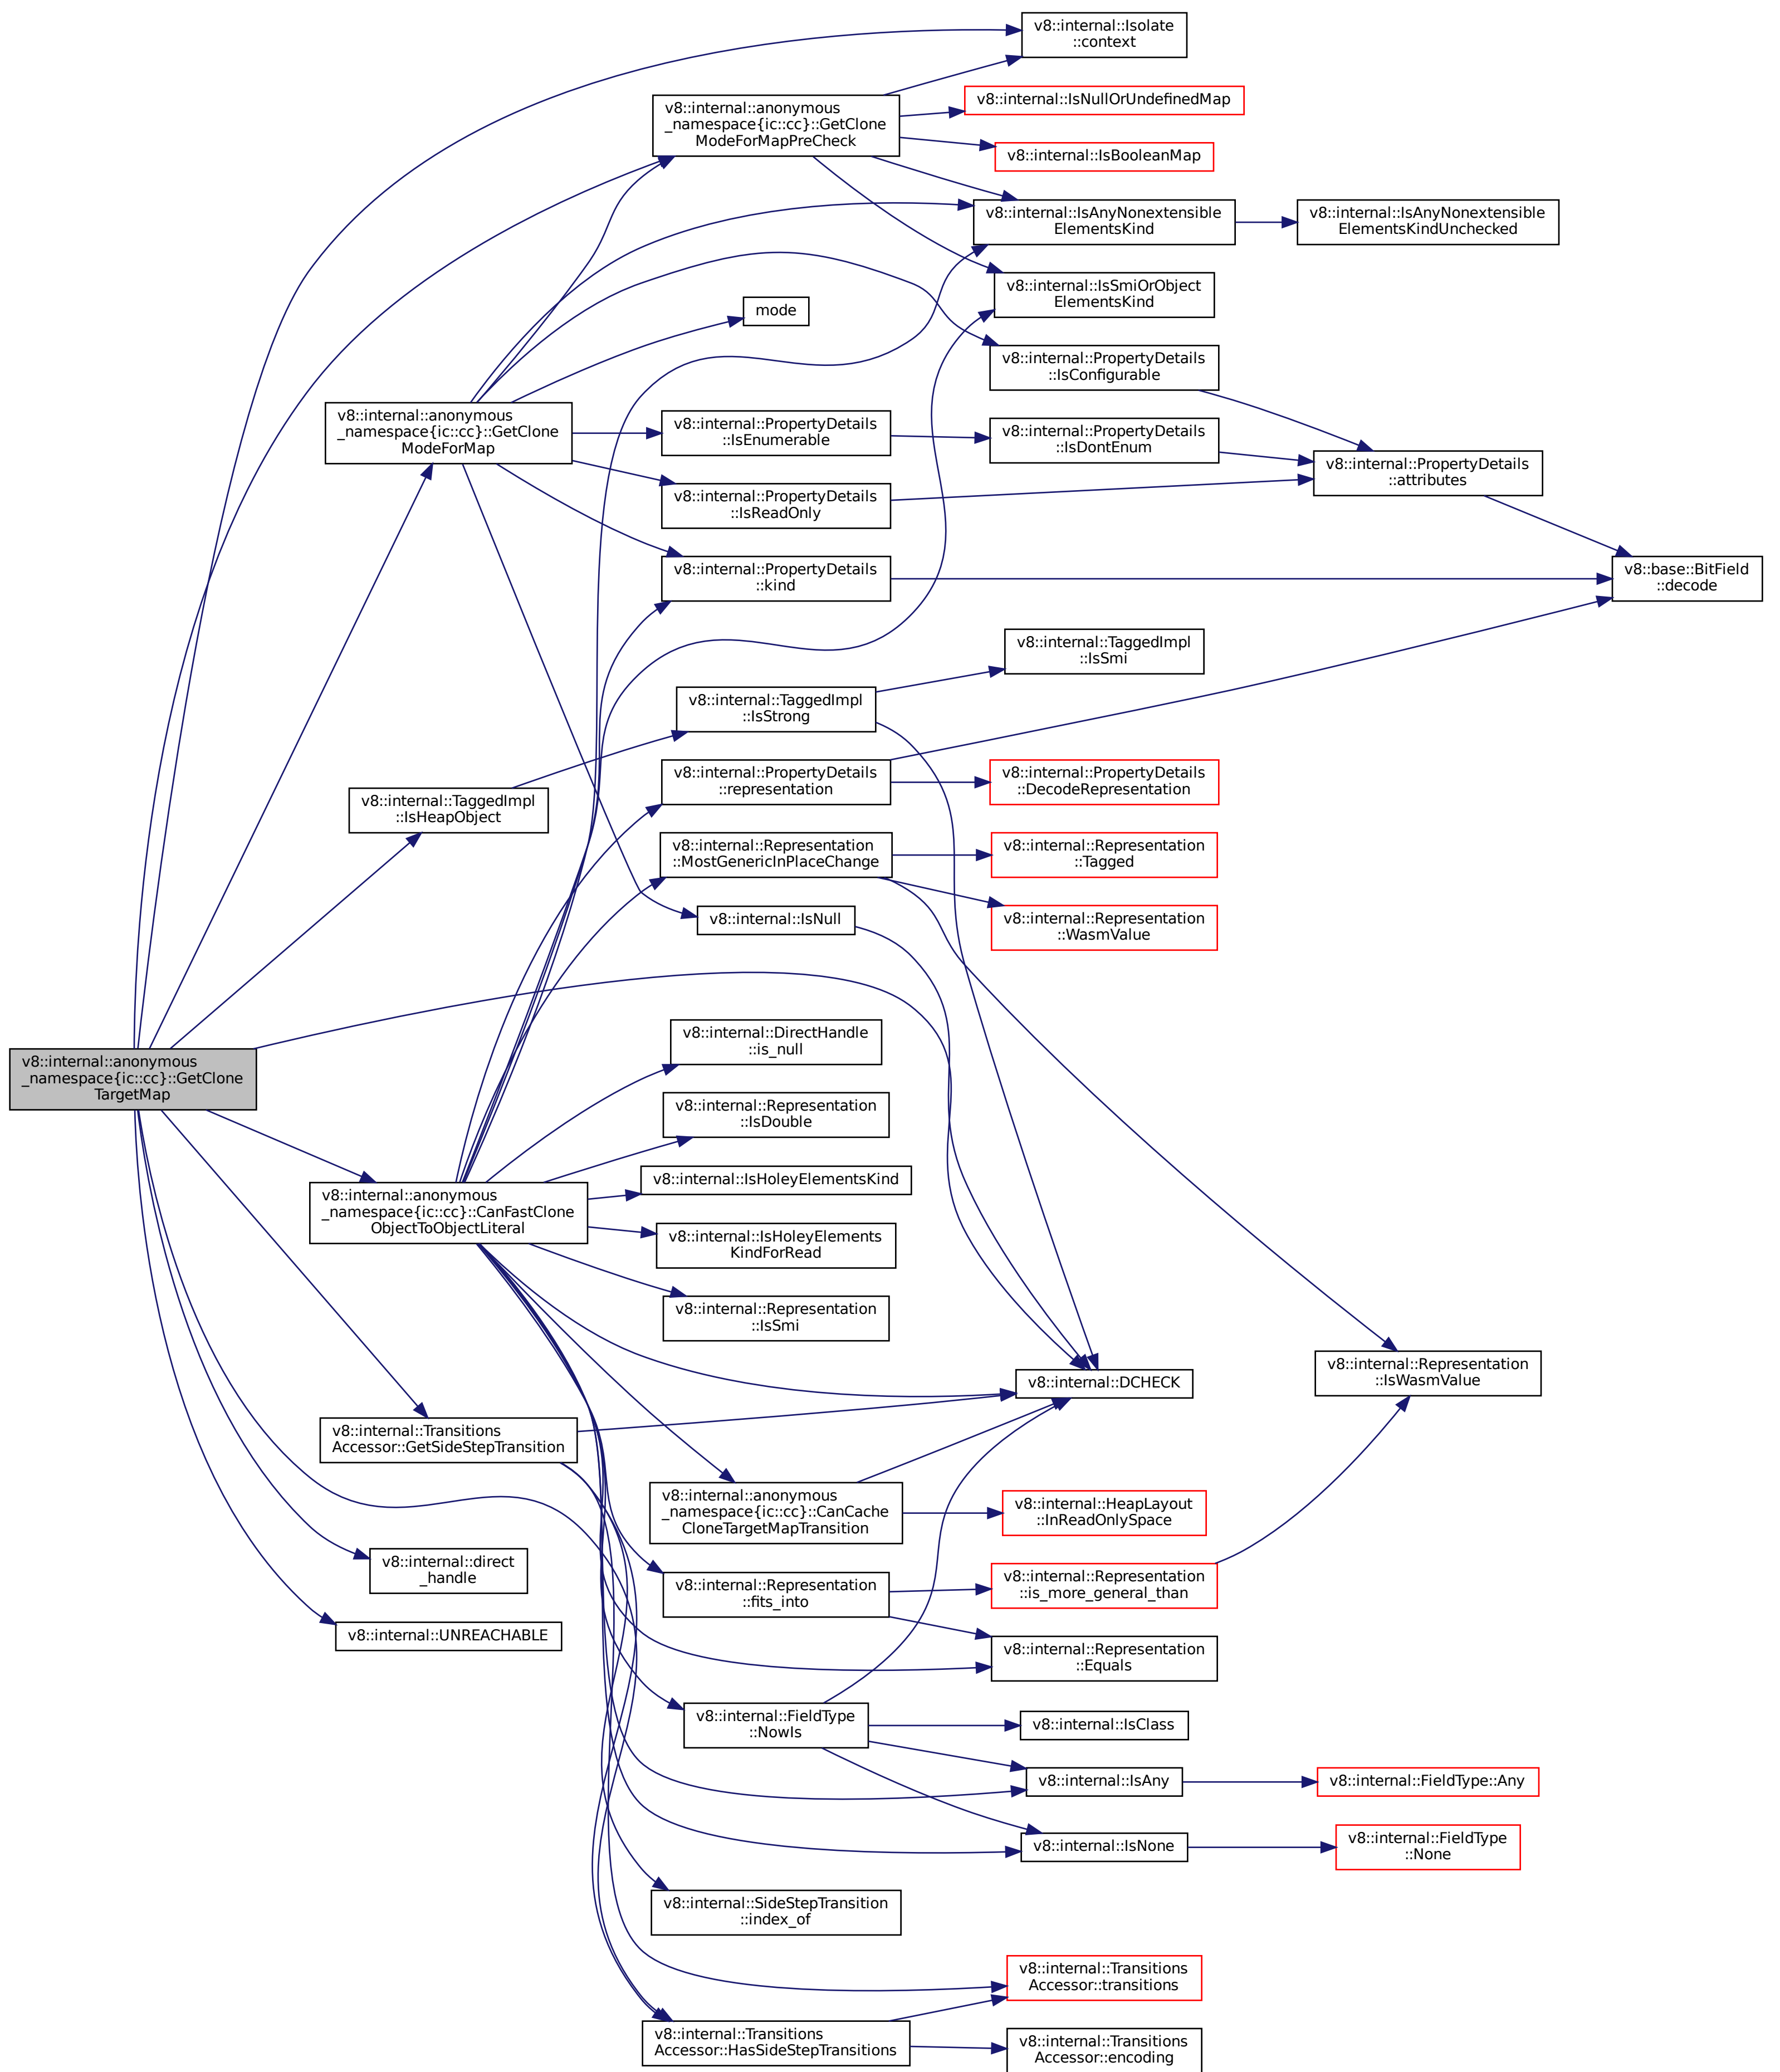 v8::internal::Isolate
::context
v8::internal::anonymous
_namespace{ic::cc}::GetClone
ModeForMapPreCheck
v8::internal::IsNullOrUndefinedMap
v8::internal::IsBooleanMap
v8::internal::IsAnyNonextensible
ElementsKind
v8::internal::IsAnyNonextensible
ElementsKindUnchecked
v8::internal::IsSmiOrObject
ElementsKind
mode
v8::internal::PropertyDetails
::IsConfigurable
v8::internal::anonymous
_namespace{ic::cc}::GetClone
ModeForMap
v8::internal::PropertyDetails
::IsEnumerable
v8::internal::PropertyDetails
::IsDontEnum
v8::internal::PropertyDetails
::attributes
v8::internal::PropertyDetails
::IsReadOnly
v8::internal::PropertyDetails
::kind
v8::base::BitField
::decode
v8::internal::TaggedImpl
::IsSmi
v8::internal::TaggedImpl
::IsStrong
v8::internal::PropertyDetails
::representation
v8::internal::PropertyDetails
::DecodeRepresentation
v8::internal::TaggedImpl
::IsHeapObject
v8::internal::Representation
::MostGenericInPlaceChange
v8::internal::Representation
::Tagged
v8::internal::IsNull
v8::internal::Representation
::WasmValue
v8::internal::anonymous
_namespace{ic::cc}::GetClone
TargetMap
v8::internal::DirectHandle
::is_null
v8::internal::Representation
::IsDouble
v8::internal::IsHoleyElementsKind
v8::internal::anonymous
_namespace{ic::cc}::CanFastClone
ObjectToObjectLiteral
v8::internal::IsHoleyElements
KindForRead
v8::internal::Representation
::IsSmi
v8::internal::DCHECK
v8::internal::Representation
::IsWasmValue
v8::internal::Transitions
Accessor::GetSideStepTransition
v8::internal::anonymous
_namespace{ic::cc}::CanCache
CloneTargetMapTransition
v8::internal::HeapLayout
::InReadOnlySpace
v8::internal::direct
_handle
v8::internal::Representation
::fits_into
v8::internal::Representation
::is_more_general_than
v8::internal::UNREACHABLE
v8::internal::Representation
::Equals
v8::internal::FieldType
::NowIs
v8::internal::IsClass
v8::internal::IsAny
v8::internal::FieldType::Any
v8::internal::IsNone
v8::internal::FieldType
::None
v8::internal::SideStepTransition
::index_of
v8::internal::Transitions
Accessor::transitions
v8::internal::Transitions
Accessor::HasSideStepTransitions
v8::internal::Transitions
Accessor::encoding